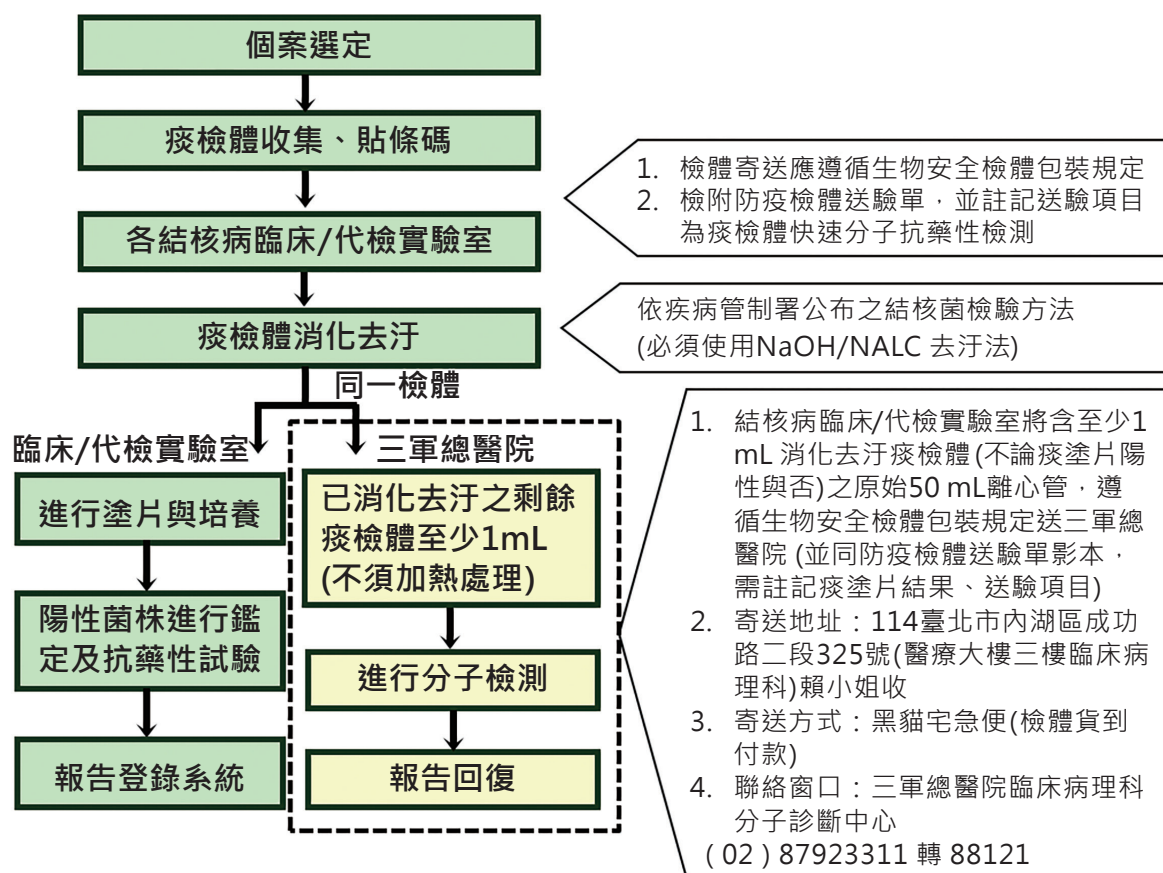 個案選定
痰檢體收集、貼條碼
各結核病臨床/代檢實驗室
痰檢體消化去汙
同一檢體
臨床/代檢實驗室
進行塗片與培養
陽性菌株進行鑑
定及抗藥性試驗
報告登錄系統
三軍總醫院
已消化去汙之剩餘
痰檢體至少1mL
(不須加熱處理)
進行分子檢測
報告回復
1. 檢體寄送應遵循生物安全檢體包裝規定
2. 檢附防疫檢體送驗單，並註記送驗項目
為痰檢體快速分子抗藥性檢測
依疾病管制署公布之結核菌檢驗方法
(必須使用NaOH/NALC 去汙法)
1. 結核病臨床/代檢實驗室將含至少1
mL 消化去汙痰檢體(不論痰塗片陽
性與否)之原始50 mL離心管，遵
循生物安全檢體包裝規定送三軍總
醫院 (並同防疫檢體送驗單影本，
需註記痰塗片結果、送驗項目)
2. 寄送地址：114臺北市內湖區成功
路二段325號(醫療大樓三樓臨床病
理科)賴小姐收
3. 寄送方式：黑貓宅急便(檢體貨到
付款)
4. 聯絡窗口：三軍總醫院臨床病理科
分子診斷中心
( 02 ) 87923311 轉 88121